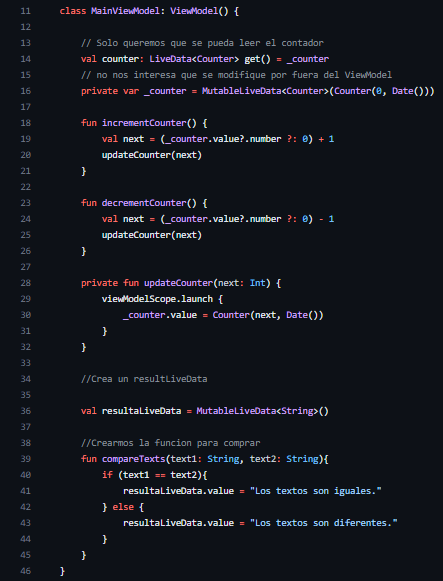 11 class MainViewModel: ViewModel() {
12
13 // Solo queremos que se pueda leer el contador
14 val counter: LiveData<Counter> get() = _counter
15 // no nos interesa que se modifique por fuera del ViewModel
16 private var _counter = MutableLiveData<Counter>(Counter(0, Date()))
17
18 fun incrementCounter() {
19 val next = (_counter.value?.number ?: 0) + 1
20 updateCounter(next)
21 }
22
23 fun decrementCounter() {
24 val next = (_counter.value?.number ?: 0) - 1
25 updateCounter(next)
26 }
27
28 private fun updateCounter(next: Int) {
29 viewModelScope.launch {
30 _counter.value = Counter(next, Date())
31 }
32 }
33
34 //Crea un resultLiveData
35
36 val resultaLiveData = MutableLiveData<String>()
37
38 //Crearmos la funcion para comprar
39 fun compareTexts(text1: String, text2: String){
40 if (text1 == text2){
41 resultaLiveData.value = "Los textos son iguales."
42 } else {
43 resultaLiveData.value = "Los textos son diferentes."
44 }
45 }
46 }